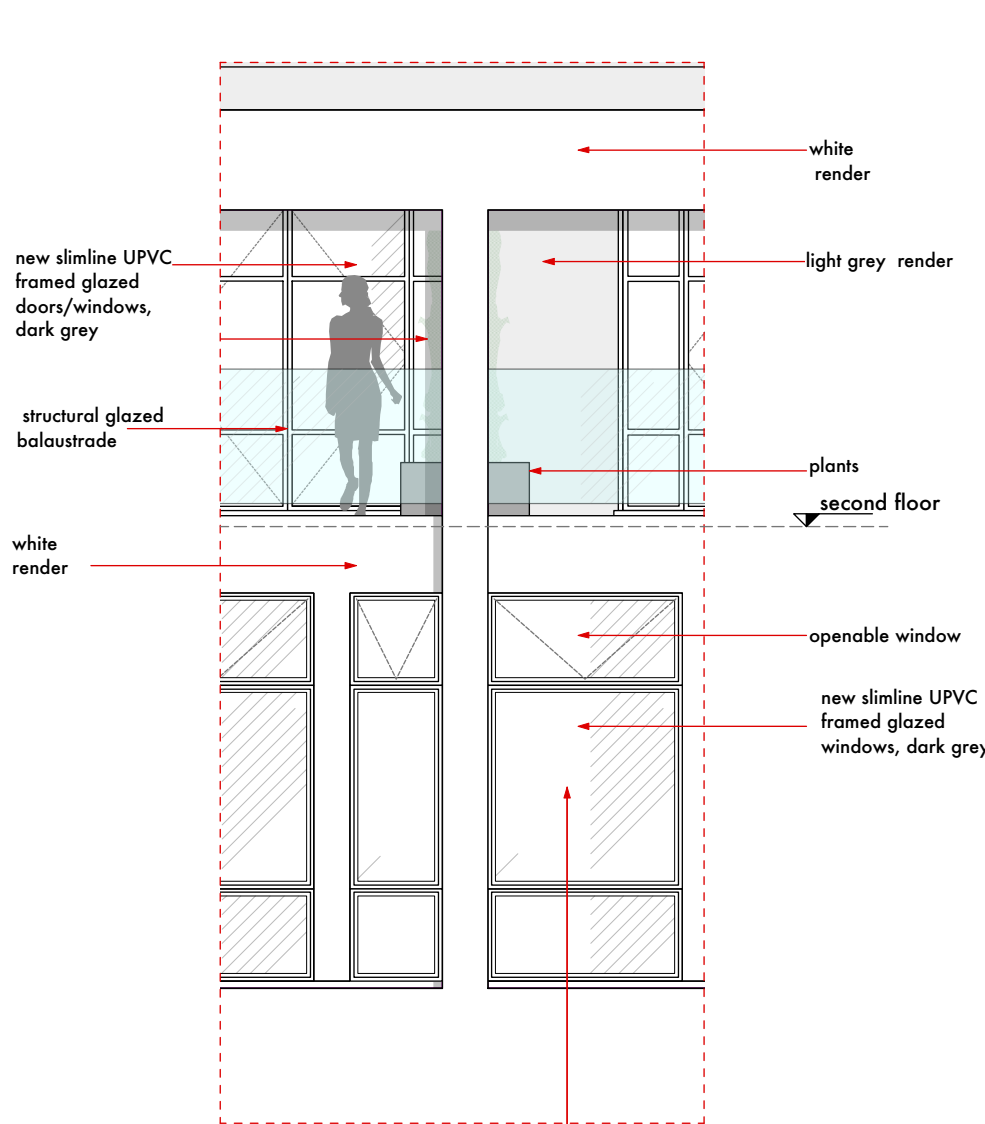 white
render
new slimline UPVC
framed glazed
doors/windows,
dark grey
light grey render
structural glazed
balaustrade
plants
second floor
white
render
openable window
new slimline UPVC
framed glazed
windows, dark grey